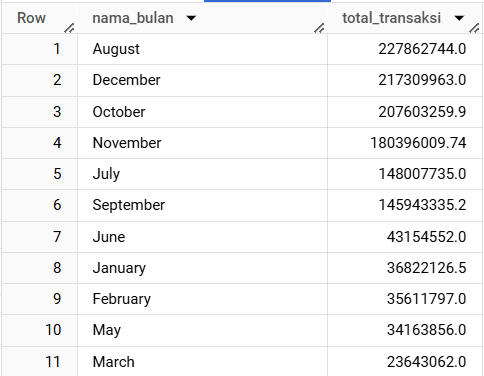 Row nama_bulan total_transaksi
1 August 227862744.0
2 December 217309963.0
3 October 207603259.9
4 November 180396009.74
5 July 148007735.0
6 September 145943335.2
7 June 43154552.0
8 January 36822126.5
9 February 35611797.0
10 May 34163856.0
11 March 23643062.0